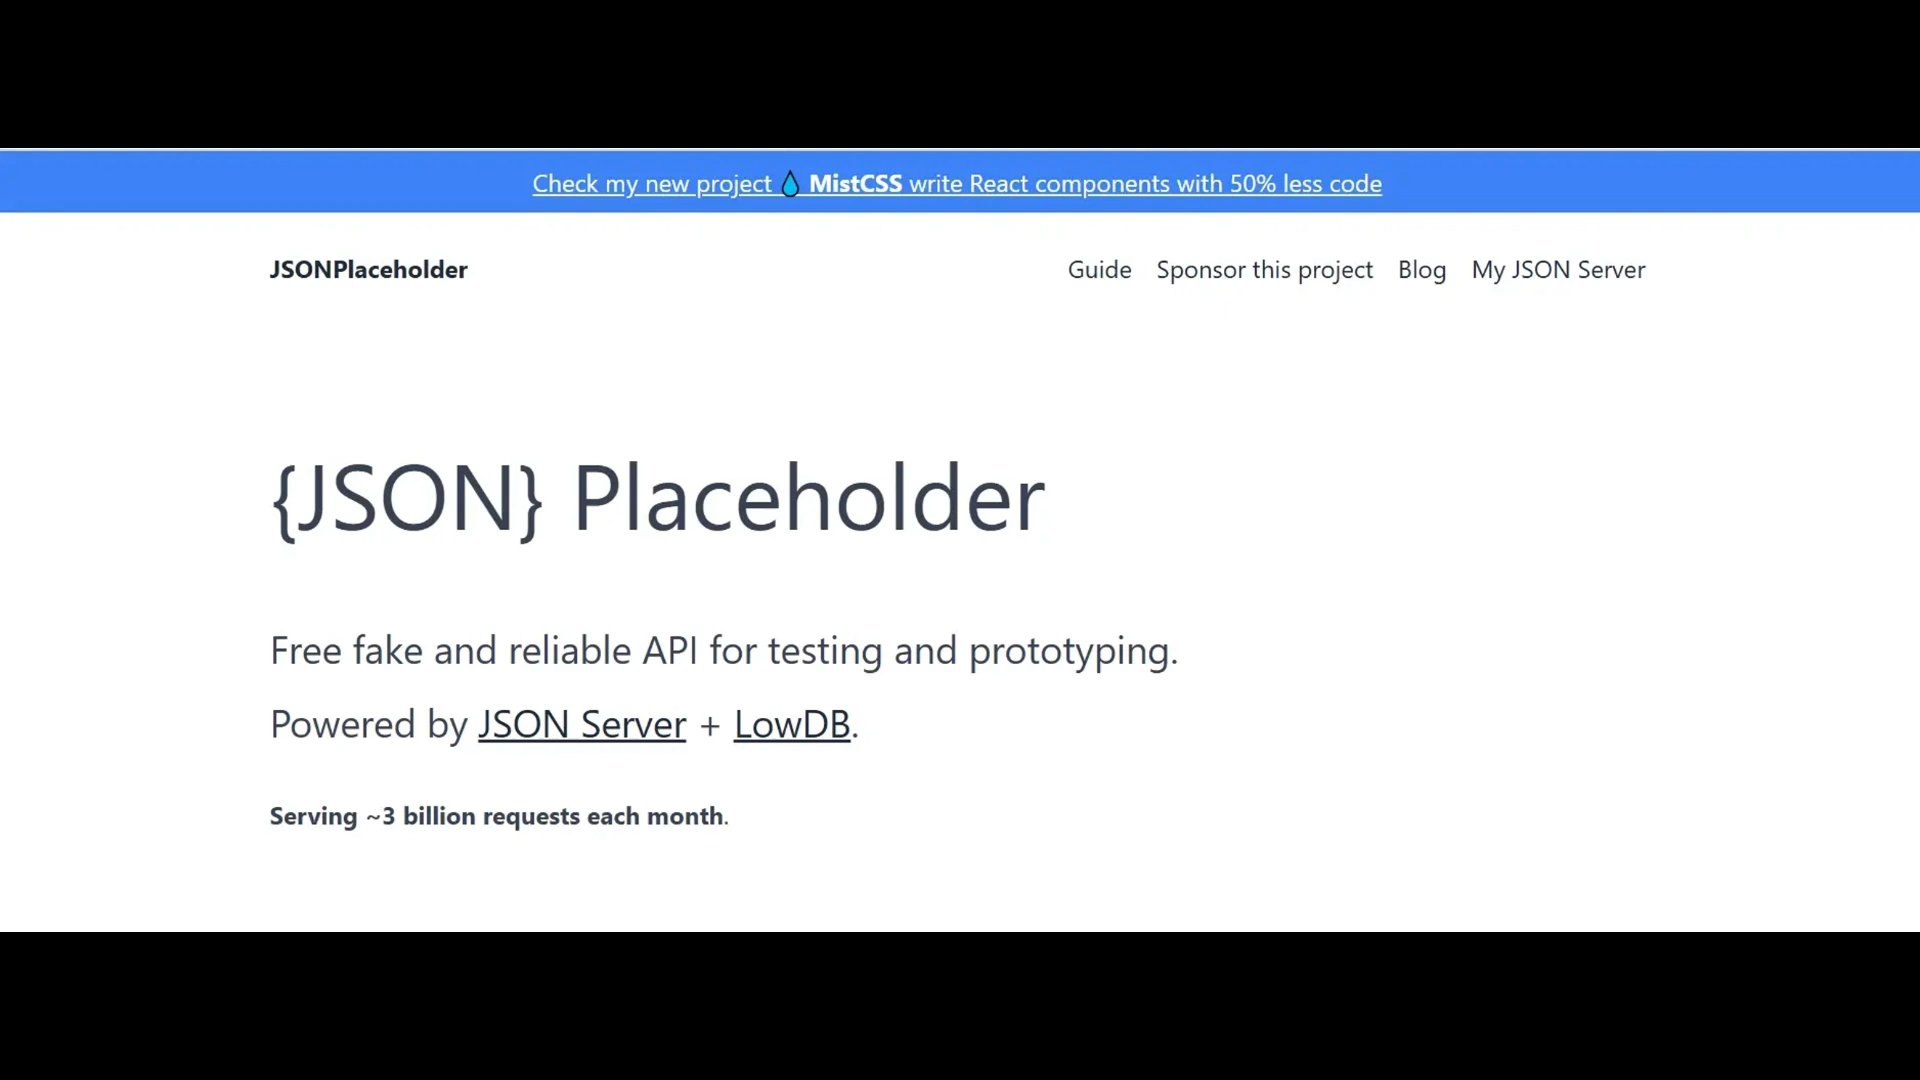 Check my new project 💧 MistCSS write React components with 50% less code
JSONPlaceholder
Guide Sponsor this project Blog My JSON Server
{JSON} Placeholder
Free fake and reliable API for testing and prototyping.
Powered by JSON Server + LowDB.
Serving ~3 billion requests each month.